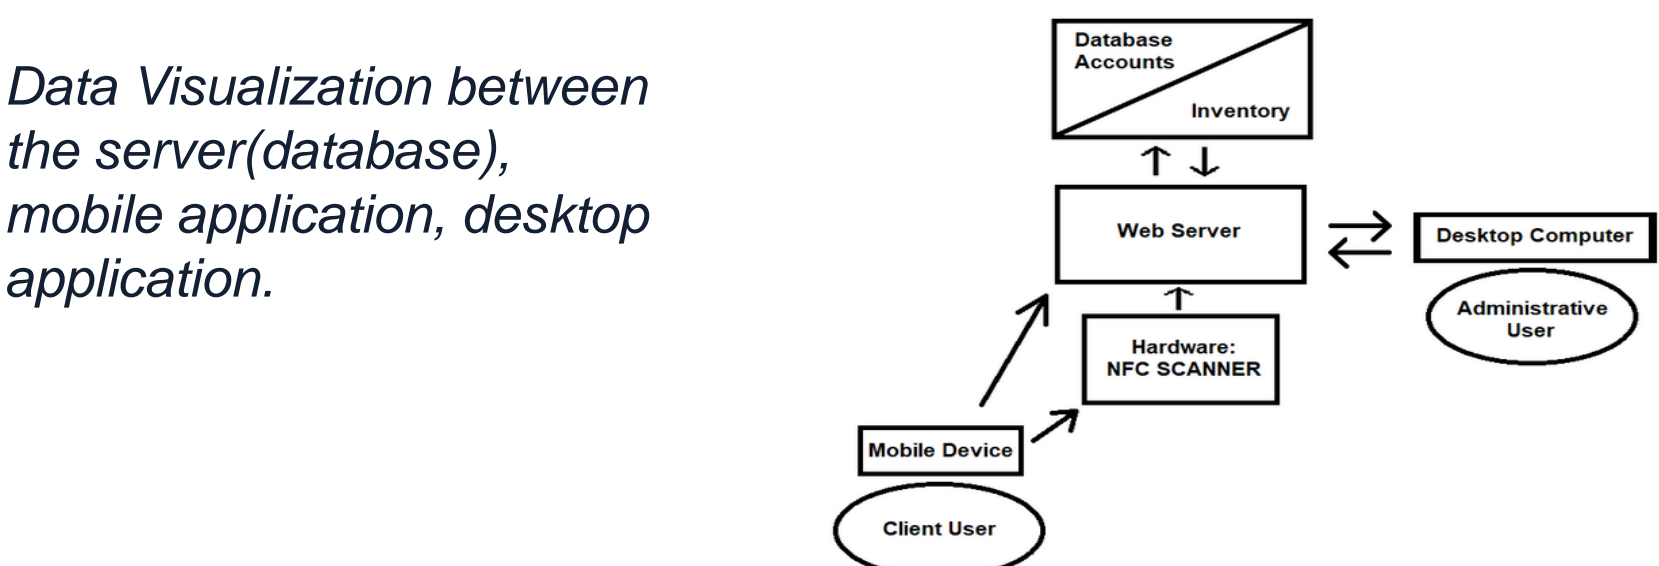 Data Visualization between
the server(database),
mobile application, desktop
application.
Database
Accounts
Inventory
Web Server
Desktop Computer
Administrative
User
Hardware:
NFC SCANNER
Mobile Device
Client User